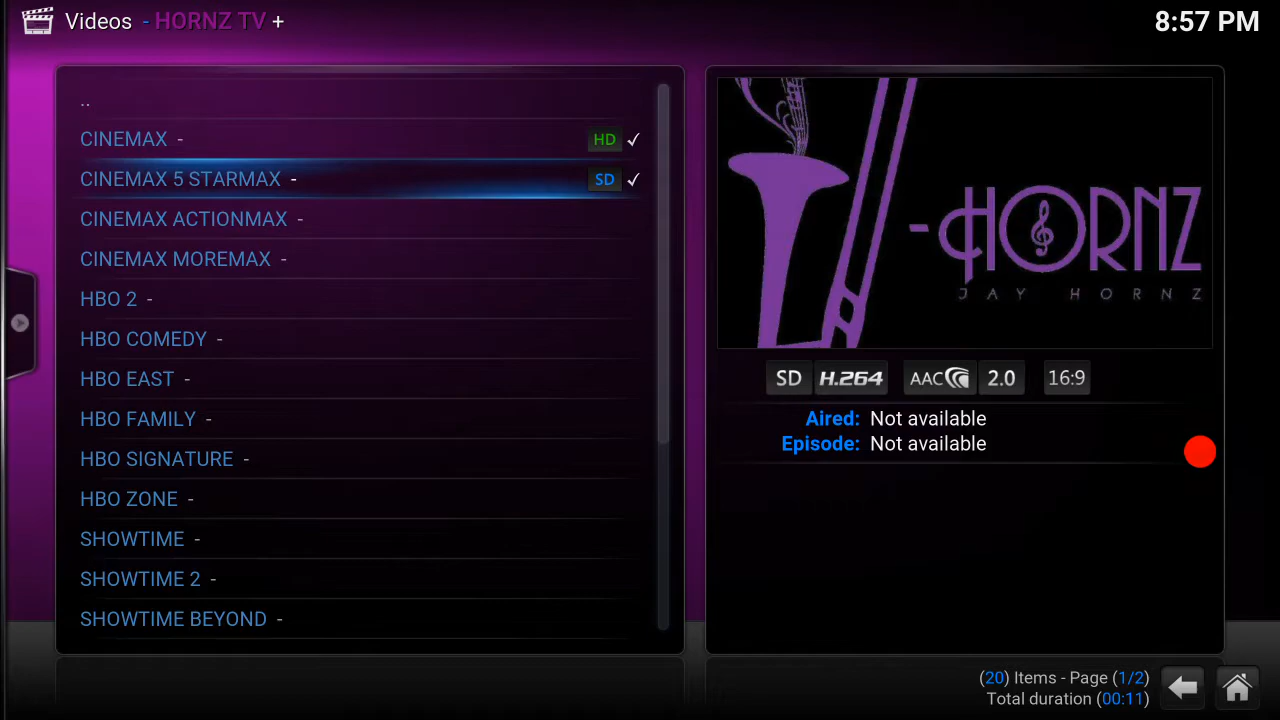 Videos - HORNZ TV +
8:57 PM
..
CINEMAX - HD ✓
CINEMAX 5 STARMAX - SD ✓
CINEMAX ACTIONMAX -
CINEMAX MOREMAX -
HBO 2 -
HBO COMEDY -
HBO EAST -
HBO FAMILY -
HBO SIGNATURE -
HBO ZONE -
SHOWTIME -
SHOWTIME 2 -
SHOWTIME BEYOND -
-HORNZ
JAY HORNZ
SD H.264 AAC 2.0 16:9
Aired: Not available
Episode: Not available
(20) Items - Page (1/2)
Total duration (00:11)